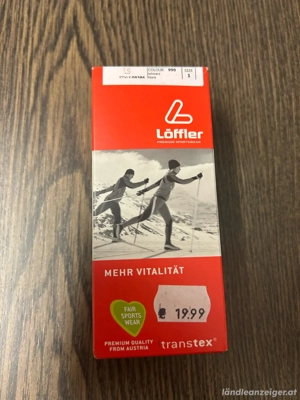 COLOUR 990
SIZE
1
Löffler
PREMIUM SPORTSWEAR
MEHR VITALITÄT
FAIR
SPORTS
WEAR
€ 19.99
PREMIUM QUALITY
FROM AUSTRIA
transtex®
ländleanzeiger.at